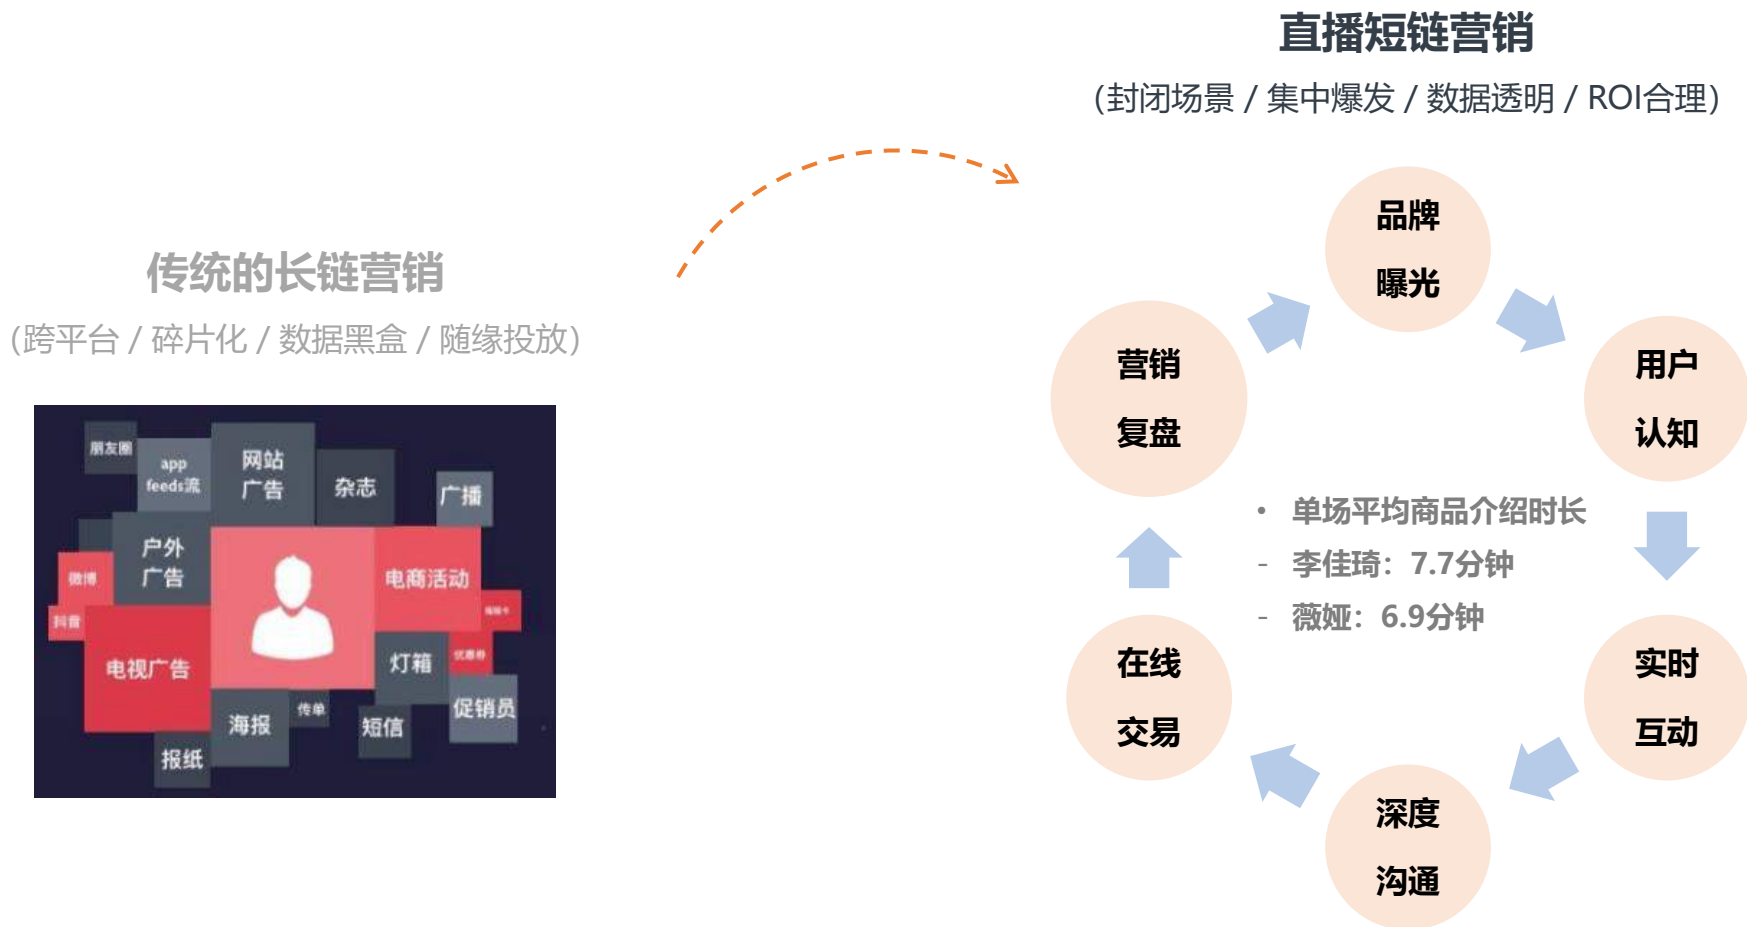 直播短链营销
（封闭场景 / 集中爆发 / 数据透明 / ROI合理）
传统的长链营销
（跨平台 / 碎片化 / 数据黑盒 / 随缘投放）
朋友圈
app
feeds流
网站
广告
杂志
广播
户外
广告
微博
抖音
电商活动
电视广告
灯箱
优惠券
促销员
海报
传单
短信
报纸
品牌
曝光
用户
认知
实时
互动
深度
沟通
在线
交易
营销
复盘
• 单场平均商品介绍时长
- 李佳琦：7.7分钟
- 薇娅：6.9分钟